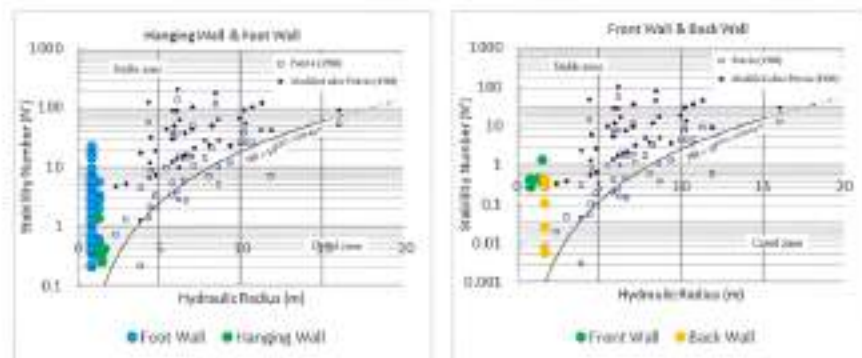 Hanging Wall & Foot Wall
1000
100
10
1
0.1
Stability Number (N')
Stable zone
Caved zone
0
5
10
15
20
Hydraulic Radius (m)
Foot Wall
Hanging Wall
Front Wall & Back Wall
1000
100
10
1
0.1
0.01
0.001
Stability Number (N')
Stable zone
Caved zone
0
5
10
15
20
Hydraulic Radius (m)
Front Wall
Back Wall